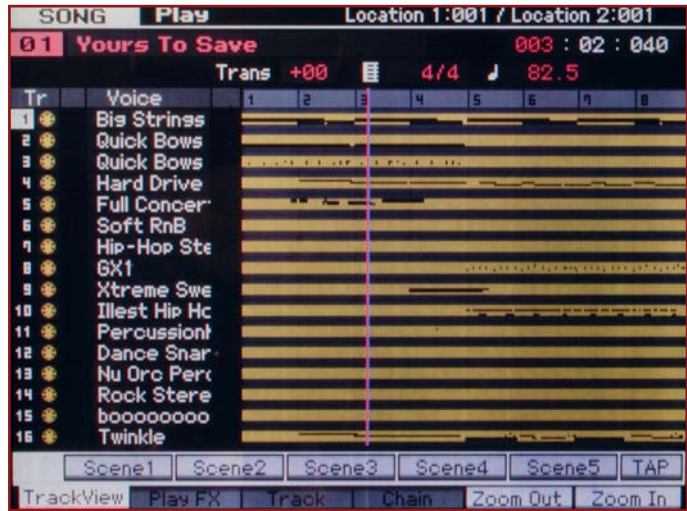 SONG Play Location 1:001 / Location 2:001
01 Yours To Save 003 : 02 : 040
Trans +00 4/4 82.5
Tr Voice 1 2 3 4 5 6 7 8
1 Big Strings
2 Quick Bows
3 Quick Bows
4 Hard Drive
5 Full Concer
6 Soft RnB
7 Hip-Hop Ste
8 GX1
9 Xtreme Swe
10 Illest Hip Ho
11 Percussion
12 Dance Snar
13 Nu Orc Perc
14 Rock Stere
15 booooooooo
16 Twinkle
Scene1 Scene2 Scene3 Scene4 Scene5 TAP
TrackView Play FX Track Chain Zoom Out Zoom In